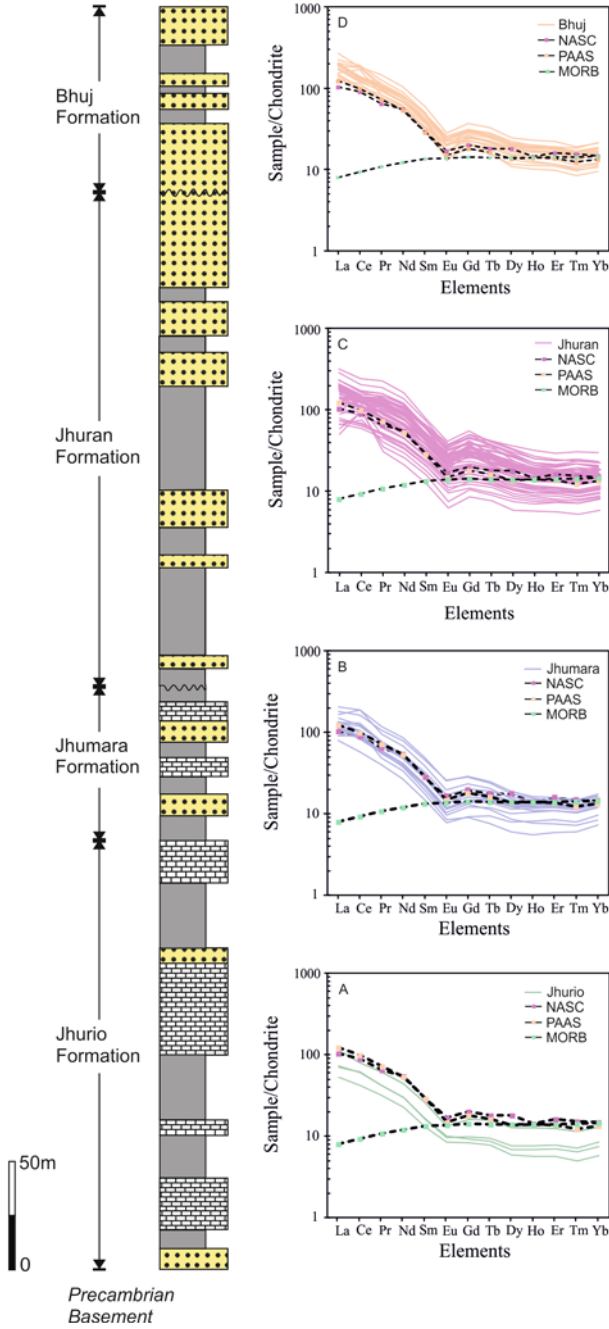 Bhuj
Formation
Jhuran
Formation
Jhumara
Formation
Jhurio
Formation
50m
0
Precambrian
Basement
D
Bhuj
NASC
PAAS
MORB
1000
100
10
1
Sample/Chondrite
La Ce Pr Nd Sm Eu Gd Tb Dy Ho Er Tm Yb
Elements
C
Jhuran
NASC
PAAS
MORB
1000
100
10
1
Sample/Chondrite
La Ce Pr Nd Sm Eu Gd Tb Dy Ho Er Tm Yb
Elements
B
Jhumara
NASC
PAAS
MORB
1000
100
10
1
Sample/Chondrite
La Ce Pr Nd Sm Eu Gd Tb Dy Ho Er Tm Yb
Elements
A
Jhurio
NASC
PAAS
MORB
1000
100
10
1
Sample/Chondrite
La Ce Pr Nd Sm Eu Gd Tb Dy Ho Er Tm Yb
Elements